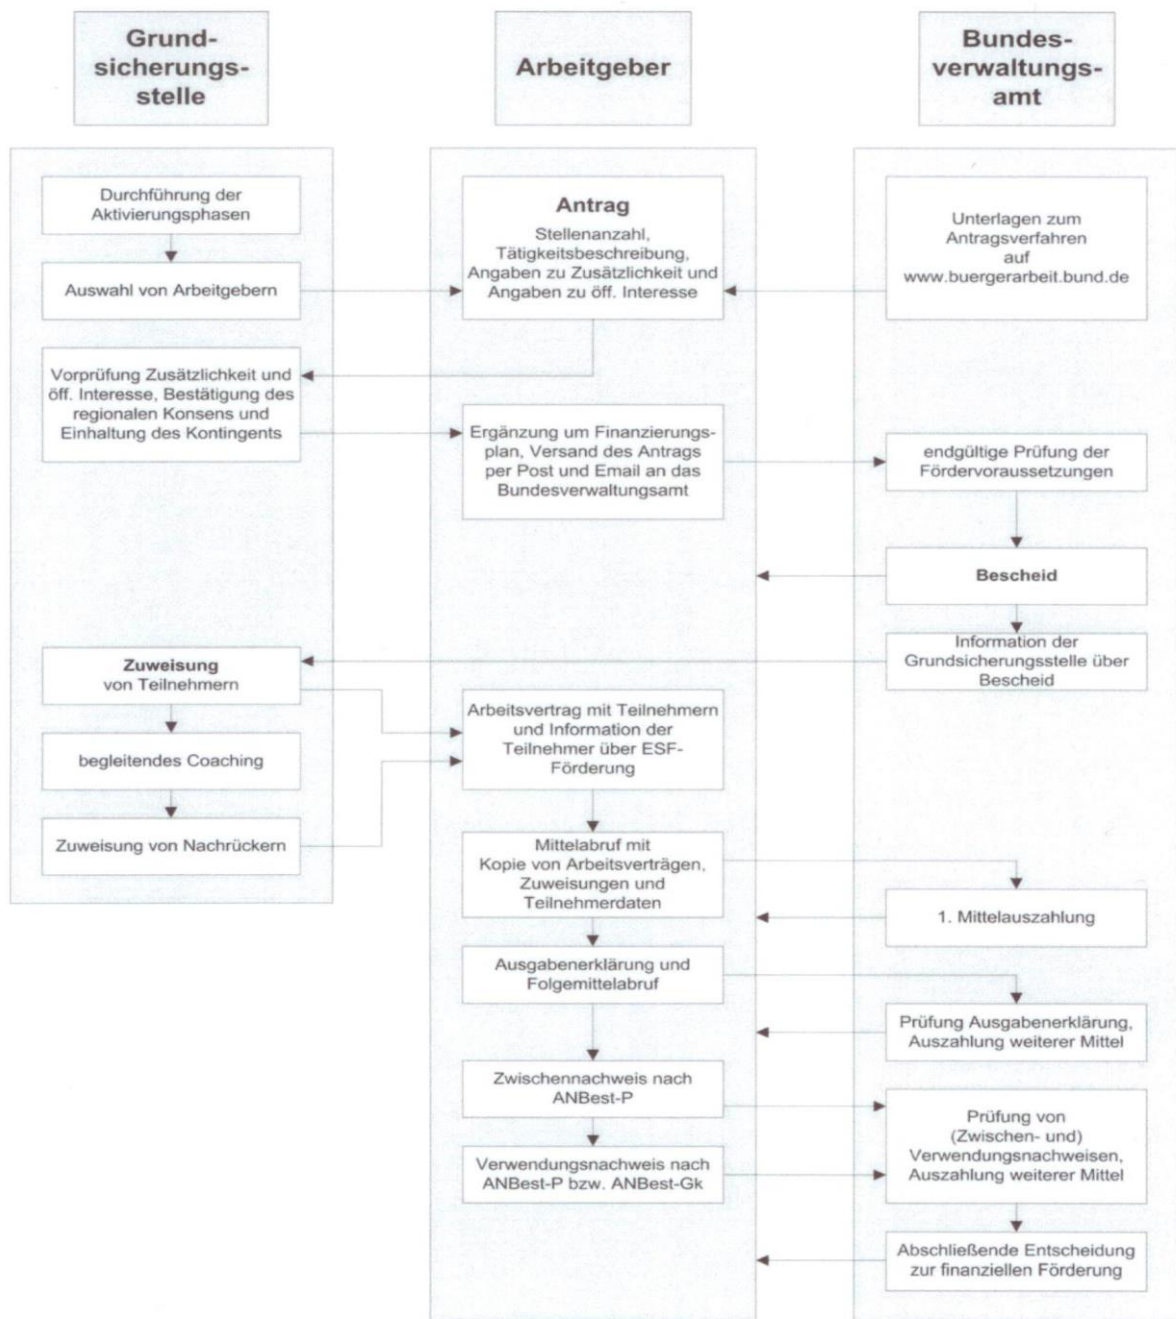 Grund-
sicherungs-
stelle
Arbeitgeber
Bundes-
verwaltungs-
amt
Durchführung der
Aktivierungsphasen
Auswahl von Arbeitgebern
Antrag
Stellenanzahl,
Tätigkeitsbeschreibung,
Angaben zu Zusätzlichkeit und
Angaben zu öff. Interesse
Unterlagen zum
Antragsverfahren
auf
www.buergerarbeit.bund.de
Vorprüfung Zusätzlichkeit und
öff. Interesse, Bestätigung des
regionalen Konsens und
Einhaltung des Kontingents
Ergänzung um Finanzierungs-
plan, Versand des Antrags
per Post und Email an das
Bundesverwaltungsamt
endgültige Prüfung der
Fördervoraussetzungen
Bescheid
Information der
Grundsicherungsstelle über
Bescheid
Zuweisung
von Teilnehmern
begleitendes Coaching
Zuweisung von Nachrückern
Arbeitsvertrag mit Teilnehmern
und Information der
Teilnehmer über ESF-
Förderung
Mittelabruf mit
Kopie von Arbeitsverträgen,
Zuweisungen und
Teilnehmerdaten
1. Mittelauszahlung
Ausgabenerklärung und
Folgemittelabruf
Prüfung Ausgabenerklärung,
Auszahlung weiterer Mittel
Zwischennachweis nach
ANBest-P
Verwendungsnachweis nach
ANBest-P bzw. ANBest-Gk
Prüfung von
(Zwischen- und)
Verwendungsnachweisen,
Auszahlung weiterer Mittel
Abschließende Entscheidung
zur finanziellen Förderung